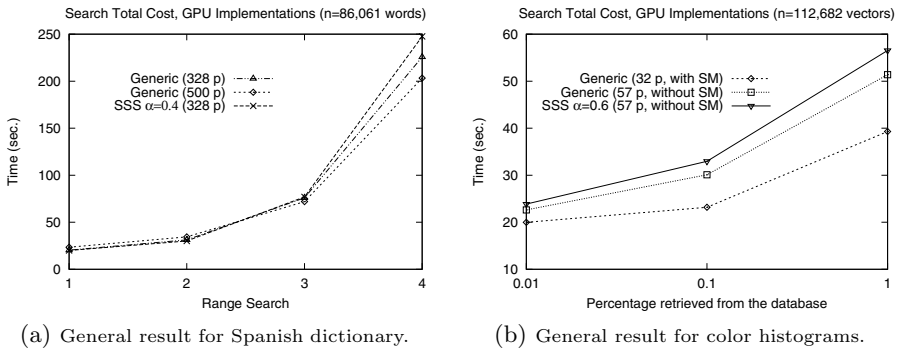 Search Total Cost, GPU Implementations (n=86,061 words)
250
200
150
100
50
0
Time (sec.)
Generic (328 p)
Generic (500 p)
SSS α=0.4 (328 p)
1 2 3 4
Range Search
(a) General result for Spanish dictionary.
Search Total Cost, GPU Implementations (n=112,682 vectors)
60
50
40
30
20
10
Time (sec.)
Generic (32 p, with SM)
Generic (57 p, without SM)
SSS α=0.6 (57 p, without SM)
0.01 0.1 1
Percentage retrieved from the database
(b) General result for color histograms.